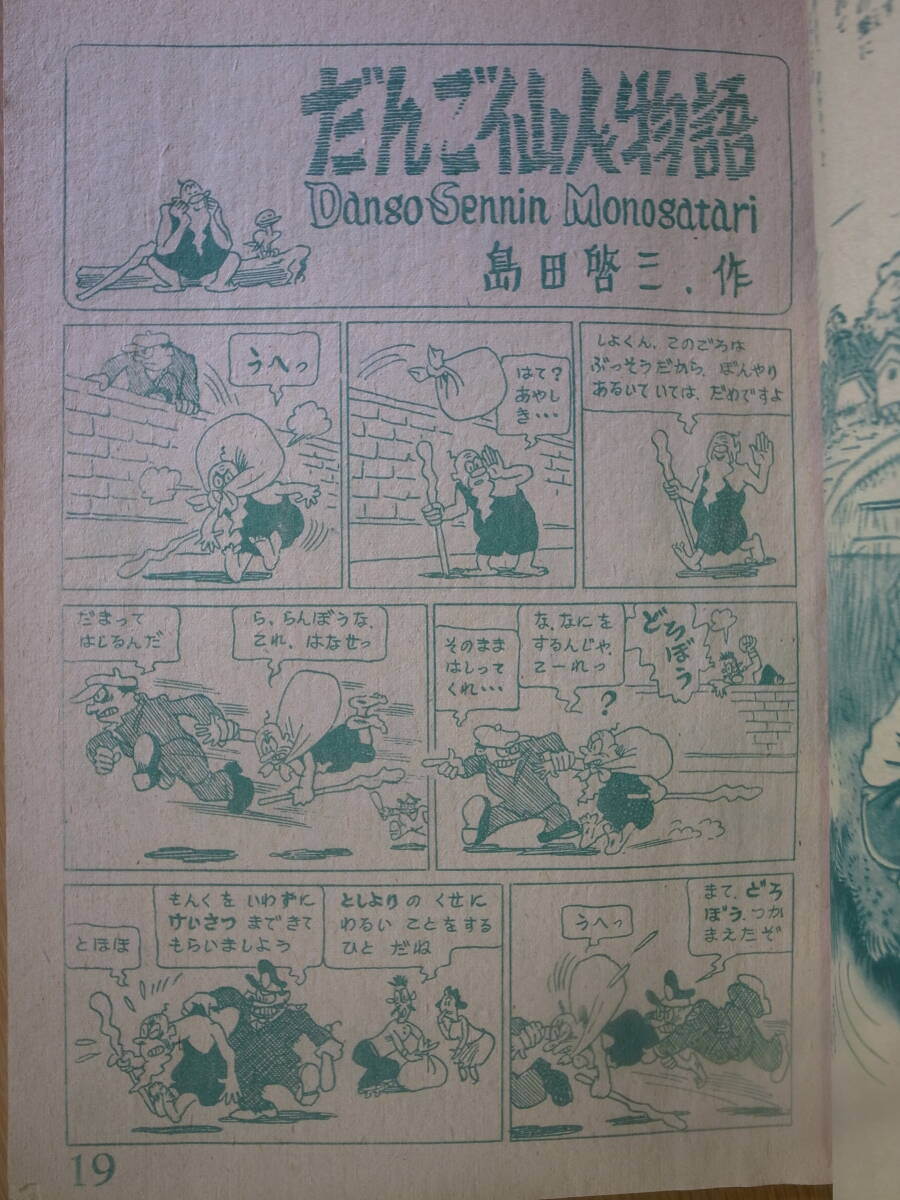 だんご仙人物語
Dango Sennin Monogatari
島田啓三．作
しよくん、このごろは
ぶっそうだから、ぼんやり
あるいていては、だめですよ
はて？
あやし
き・・・
うへっ
どろぼう
な、なにを
するんじゃ、
こーれっ
？
そのまま
はしって
くれ・・・
ら、らんぼうな、
これ、はなせっ
だまって
はしるんだ
まて、どろ
ぼう、つか
まえたぞ
うへっ
としよりの くせに
わるい ことをする
ひと だね
もんくを いわずに
けいさつ まできて
もらいましよう
とほほ
19